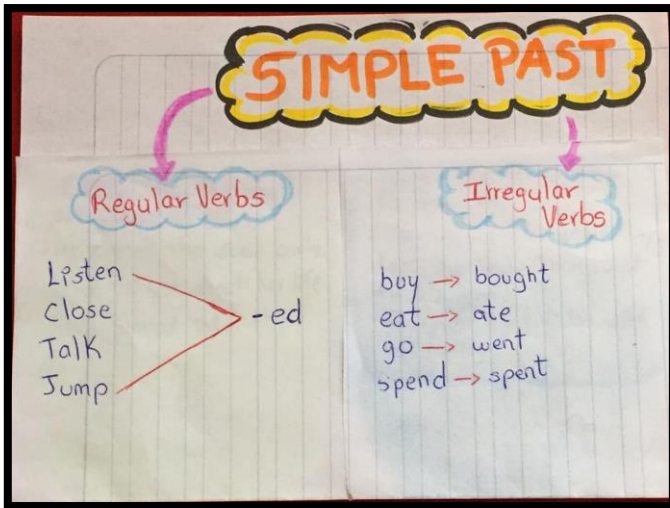 SIMPLE PAST
Regular Verbs
Listen
Close
Talk
Jump
- ed
Irregular
Verbs
buy → bought
eat → ate
go → went
spend → spent